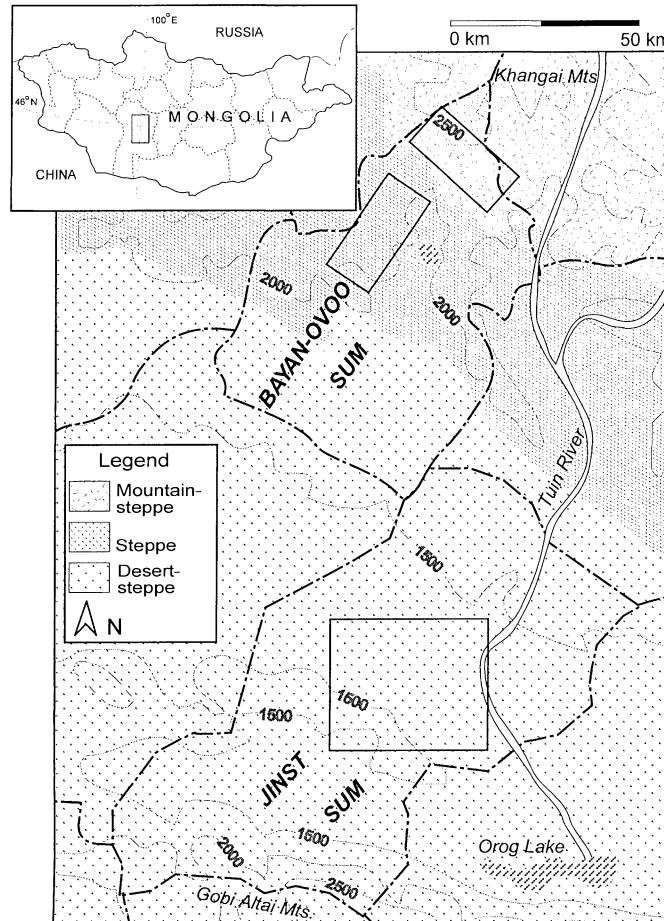 100°E
RUSSIA
46°N
MONGOLIA
CHINA
0 km 50 km
Khangai Mts
2500
2000
2000
BAYAN-OVOO
SUM
Legend
Mountain-
steppe
Steppe
Desert-
steppe
N
Tuin River
1500
1500
1500
JINST
SUM
1500
2000
2500
Orog Lake
Gobi Altai Mts.